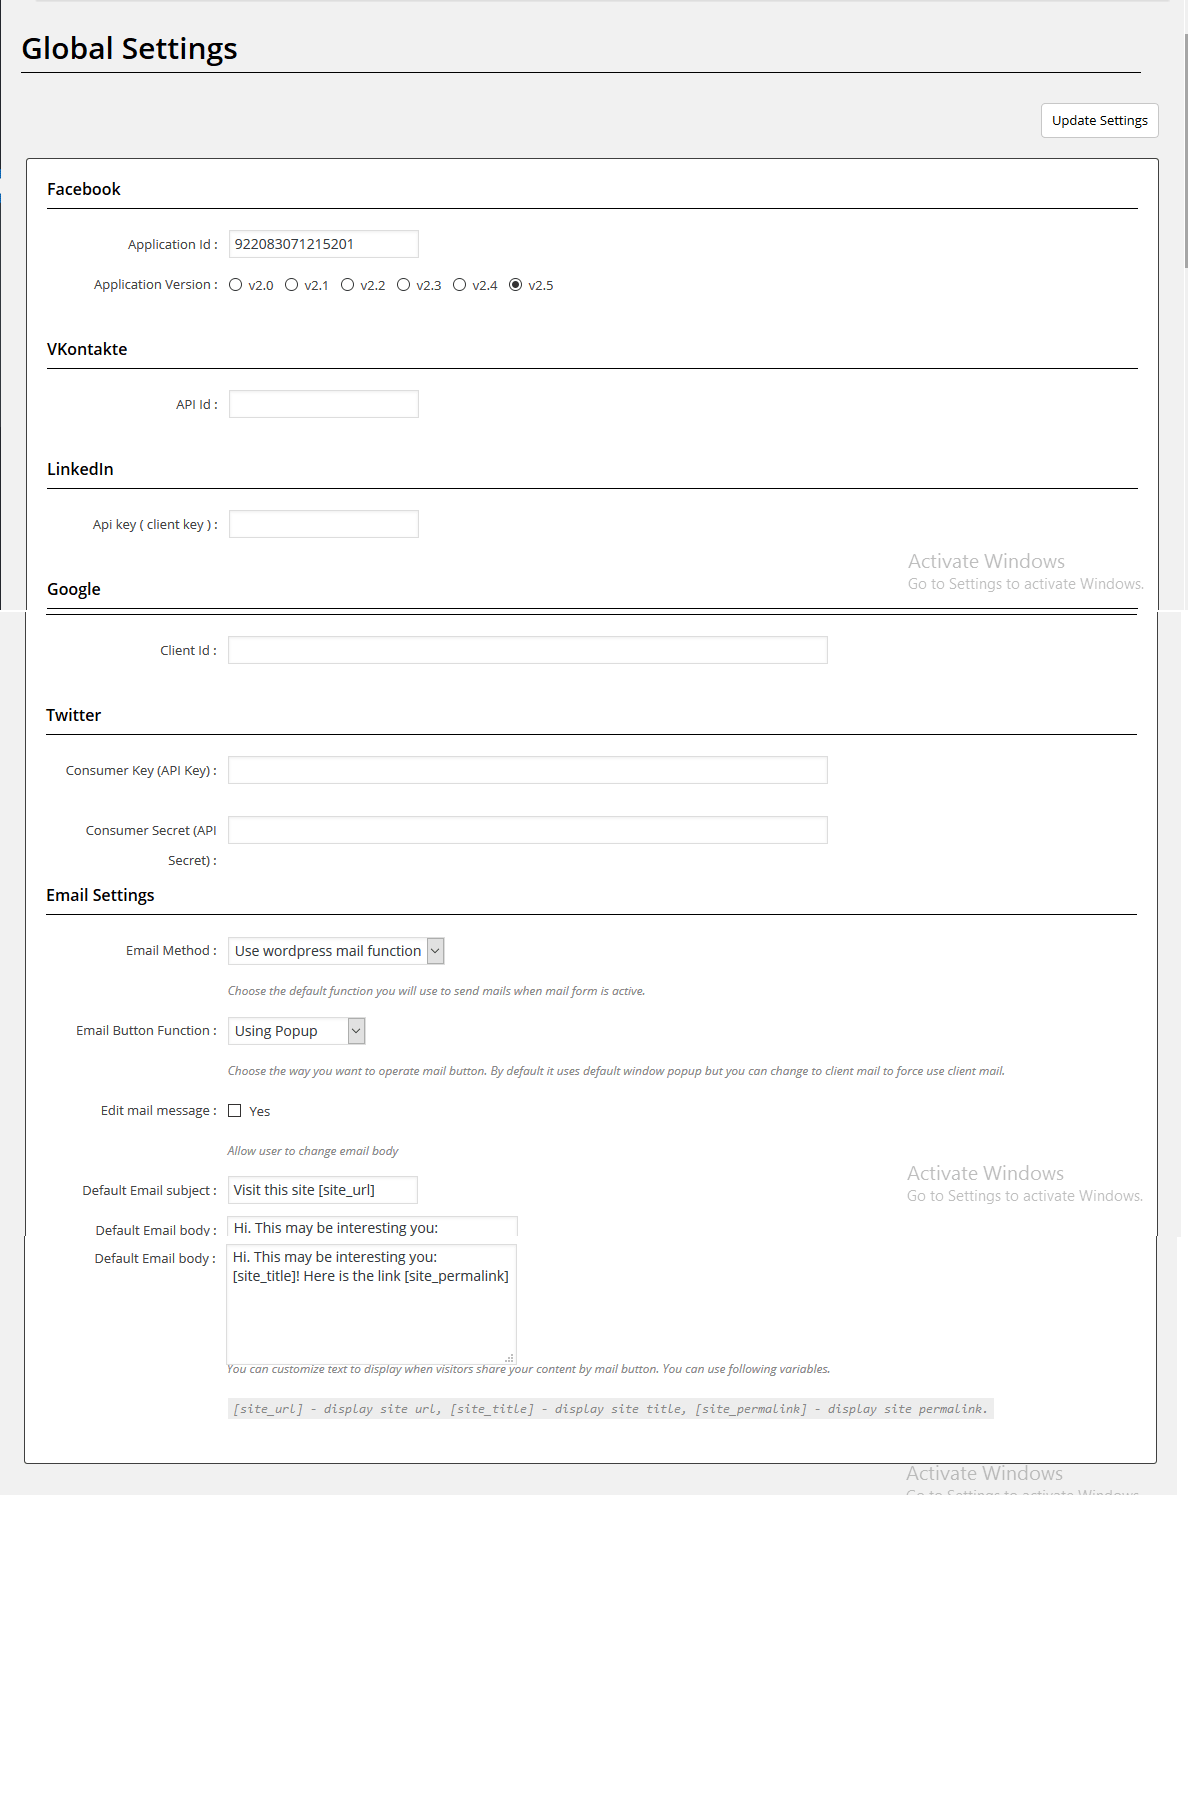 Global Settings
Update Settings
Facebook
Application Id : 922083071215201
Application Version : v2.0 v2.1 v2.2 v2.3 v2.4 v2.5
VKontakte
API Id :
LinkedIn
Api key ( client key ) :
Activate Windows
Go to Settings to activate Windows.
Google
Client Id :
Twitter
Consumer Key (API Key) :
Consumer Secret (API
Secret) :
Email Settings
Email Method : Use wordpress mail function
Choose the default function you will use to send mails when mail form is active.
Email Button Function : Using Popup
Choose the way you want to operate mail button. By default it uses default window popup but you can change to client mail to force use client mail.
Edit mail message : Yes
Allow user to change email body
Activate Windows
Go to Settings to activate Windows.
Default Email subject : Visit this site [site_url]
Default Email body : Hi. This may be interesting you:
Default Email body : Hi. This may be interesting you:
[site_title]! Here is the link [site_permalink]
You can customize text to display when visitors share your content by mail button. You can use following variables.
[site_url] - display site url, [site_title] - display site title, [site_permalink] - display site permalink.
Activate Windows
Go to Settings to activate Windows.